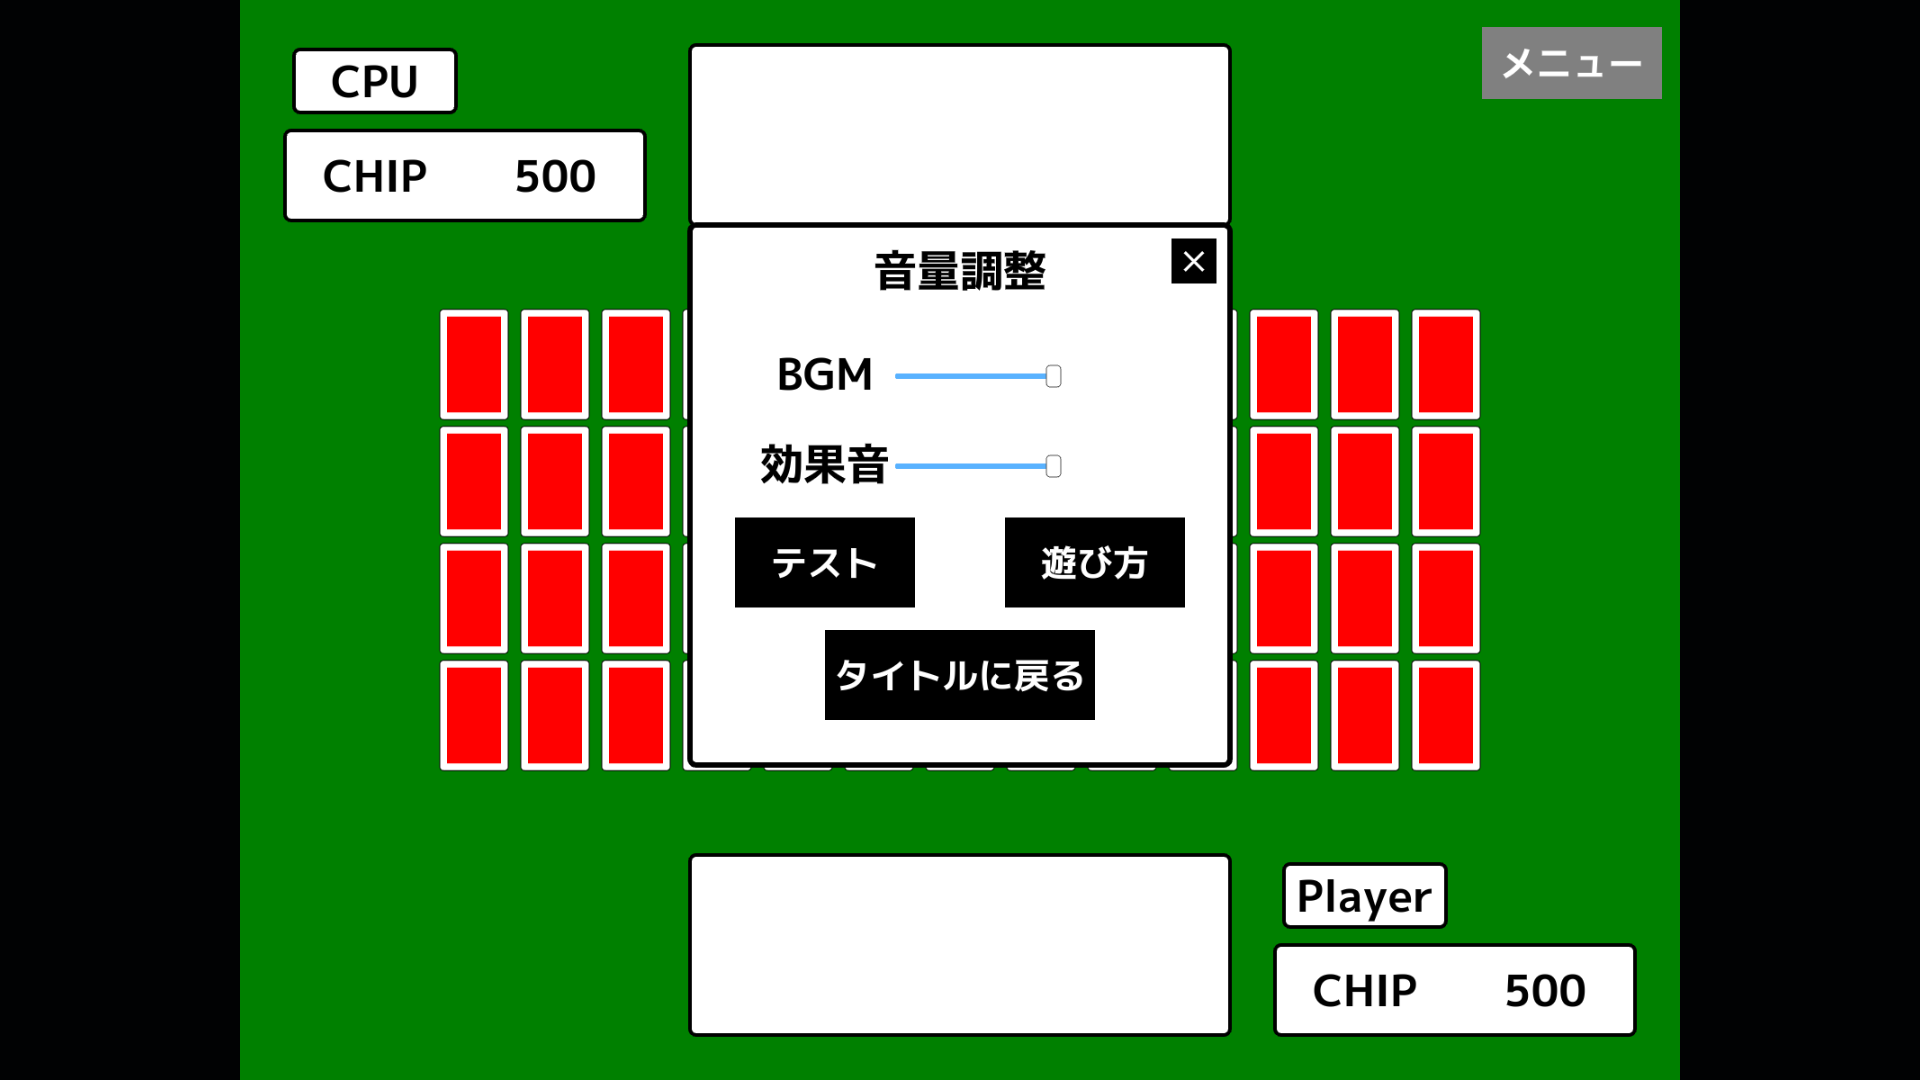 CPU
メニュー
CHIP 500
音量調整
×
BGM
効果音
テスト 遊び方
タイトルに戻る
Player
CHIP 500